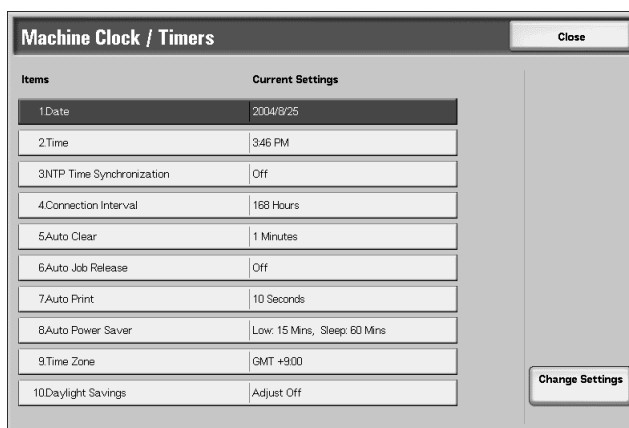 Machine Clock / Timers Close
Items Current Settings
1.Date 2004/8/25
2.Time 3:46 PM
3.NTP Time Synchronization Off
4.Connection Interval 168 Hours
5.Auto Clear 1 Minutes
6.Auto Job Release Off
7.Auto Print 10 Seconds
8.Auto Power Saver Low: 15 Mins, Sleep: 60 Mins
9.Time Zone GMT +9:00
10.Daylight Savings Adjust Off
Change Settings